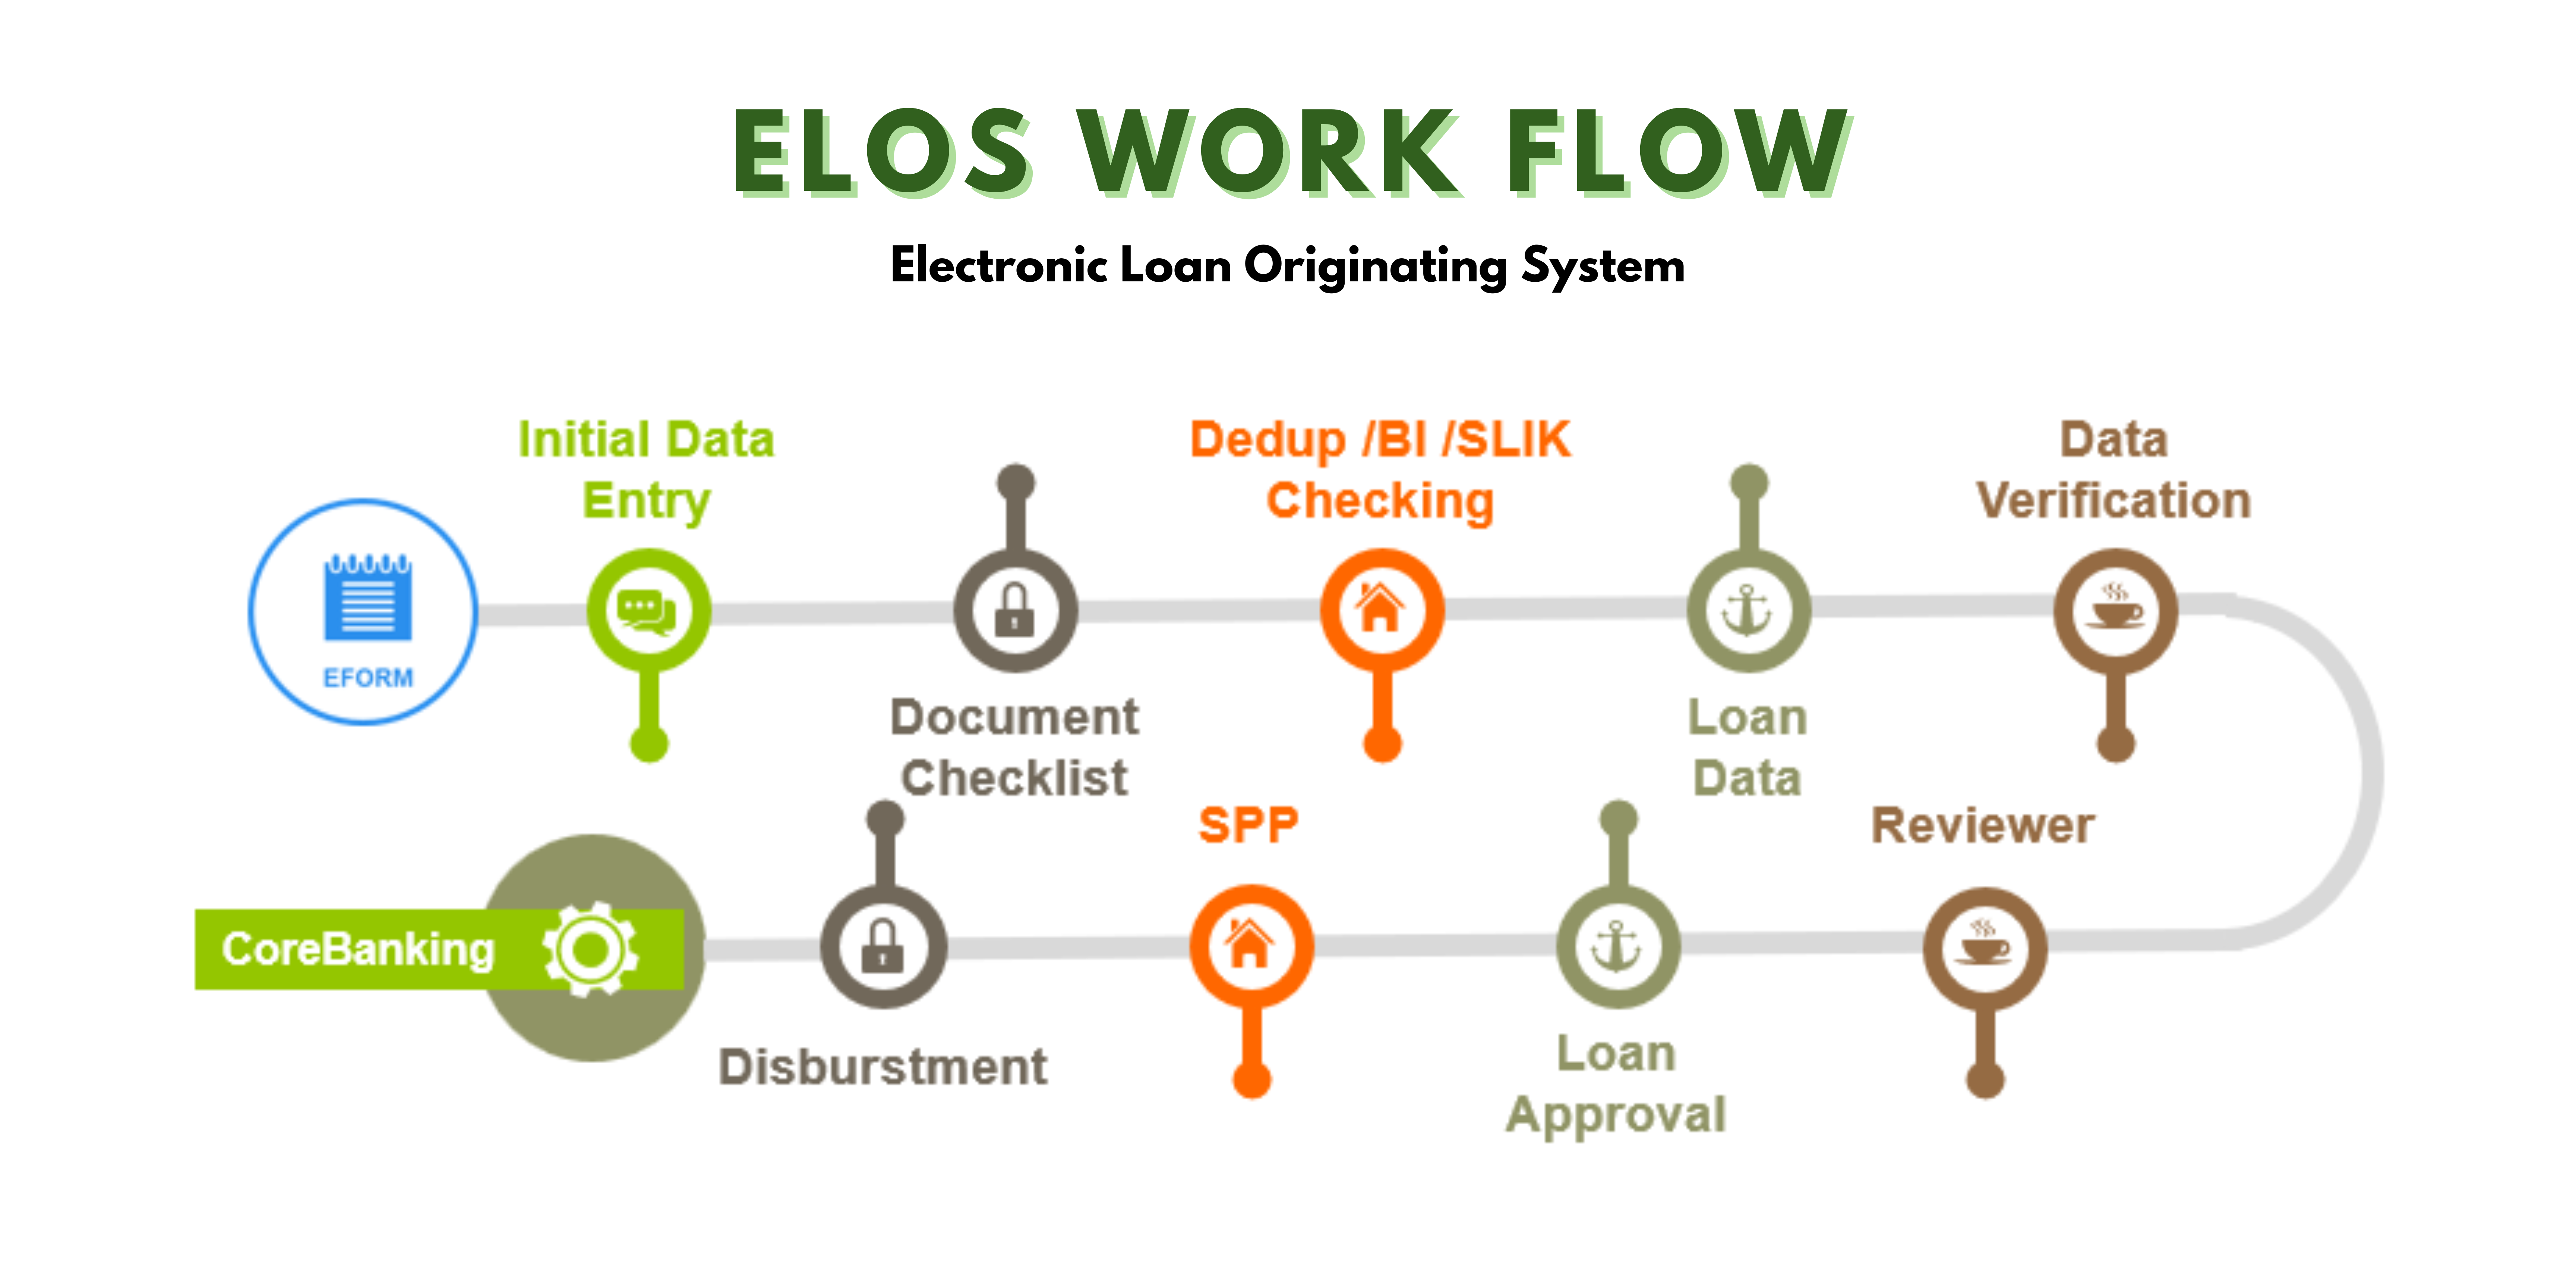 ELOS WORK FLOW
Electronic Loan Originating System
EFORM
Initial Data
Entry
Document
Checklist
Dedup /BI /SLIK
Checking
Loan
Data
Data
Verification
Reviewer
Loan
Approval
SPP
Disburstment
CoreBanking